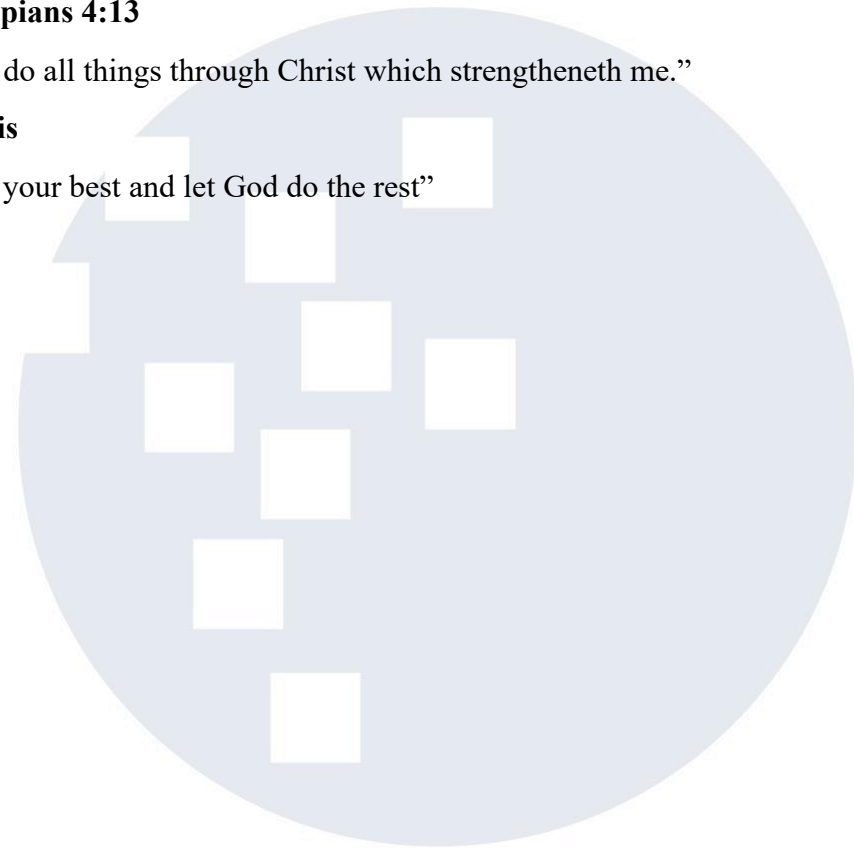 pians 4:13
do all things through Christ which strengtheneth me.”
is
your best and let God do the rest”